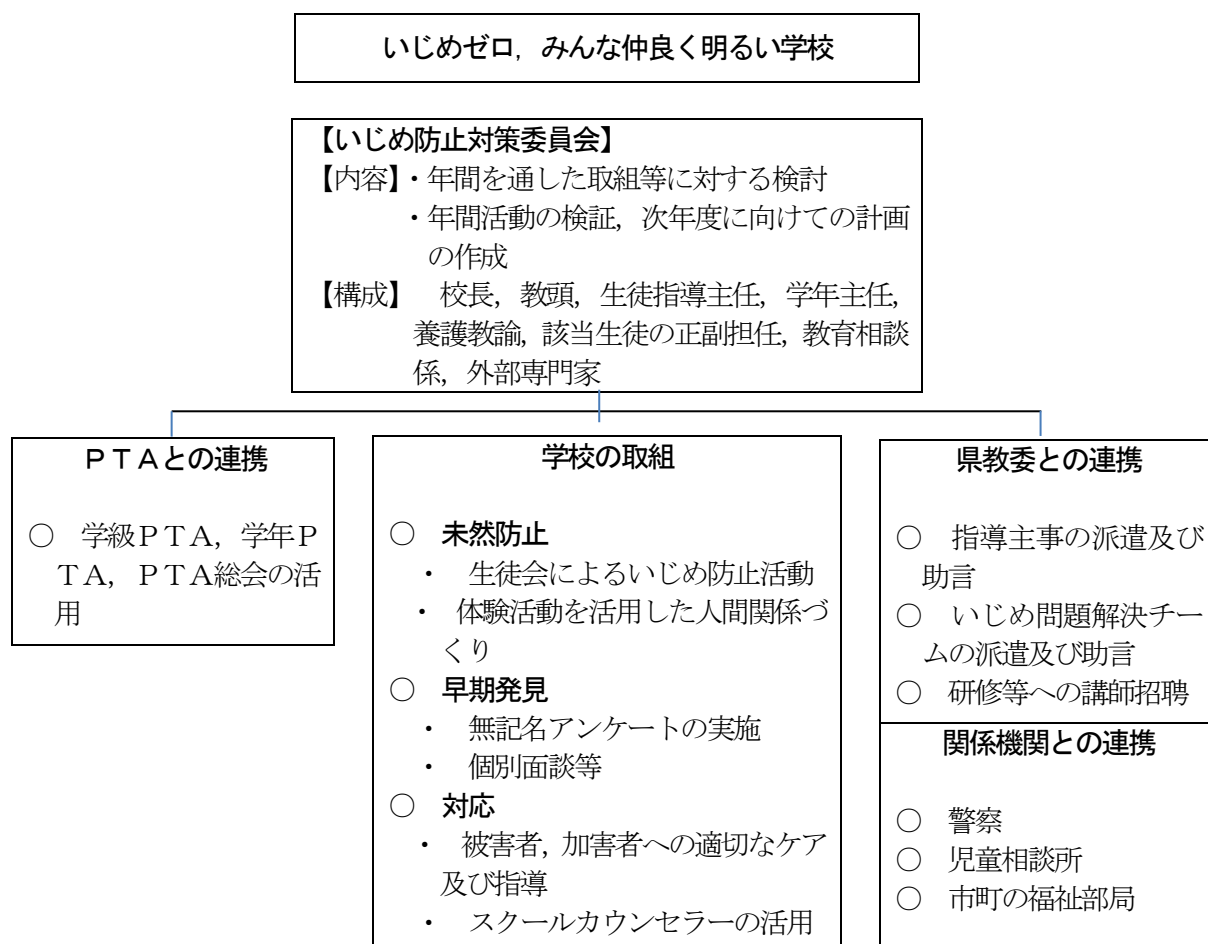 いじめゼロ，みんな仲良く明るい学校
【いじめ防止対策委員会】
【内容】・年間を通した取組等に対する検討
・年間活動の検証，次年度に向けての計画
の作成
【構成】　校長，教頭，生徒指導主任，学年主任，
養護教諭，該当生徒の正副担任，教育相談
係，外部専門家
ＰＴＡとの連携
○　学級ＰＴＡ，学年Ｐ
ＴＡ，ＰＴＡ総会の活
用
学校の取組
○　未然防止
・　生徒会によるいじめ防止活動
・　体験活動を活用した人間関係づ
くり
○　早期発見
・　無記名アンケートの実施
・　個別面談等
○　対応
・　被害者，加害者への適切なケア
及び指導
・　スクールカウンセラーの活用
県教委との連携
○　指導主事の派遣及び
助言
○　いじめ問題解決チー
ムの派遣及び助言
○　研修等への講師招聘
関係機関との連携
○　警察
○　児童相談所
○　市町の福祉部局